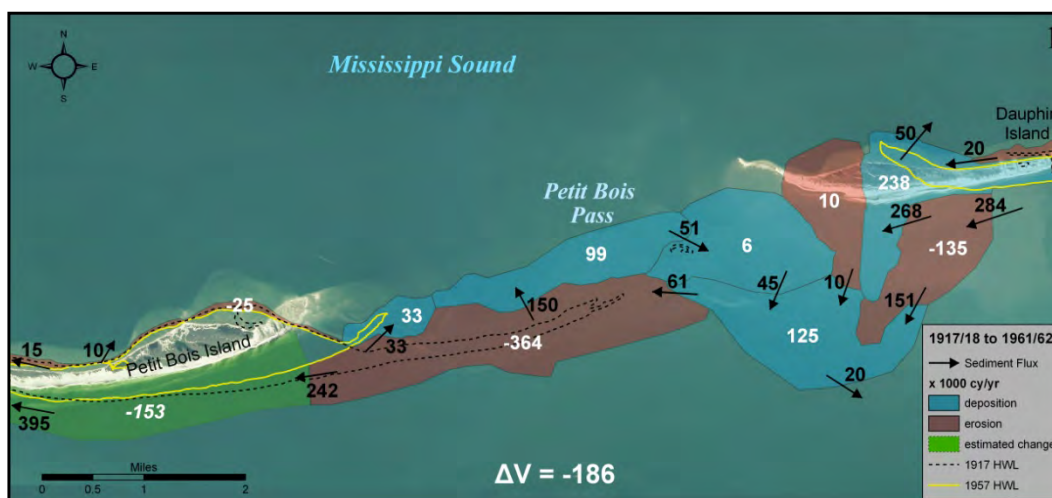 N
W
E
S
Mississippi Sound
Dauphin
Island
50
20
238
10
Petit Bois
Pass
268
284
51
6
99
-135
61
45
10
150
151
33
-25
125
-364
33
15
10
Petit Bois Island
242
20
-153
395
Miles
0
0.5
1
2
ΔV = -186
1917/18 to 1961/62
Sediment Flux
x 1000 cy/yr
deposition
erosion
estimated change
1917 HWL
1957 HWL